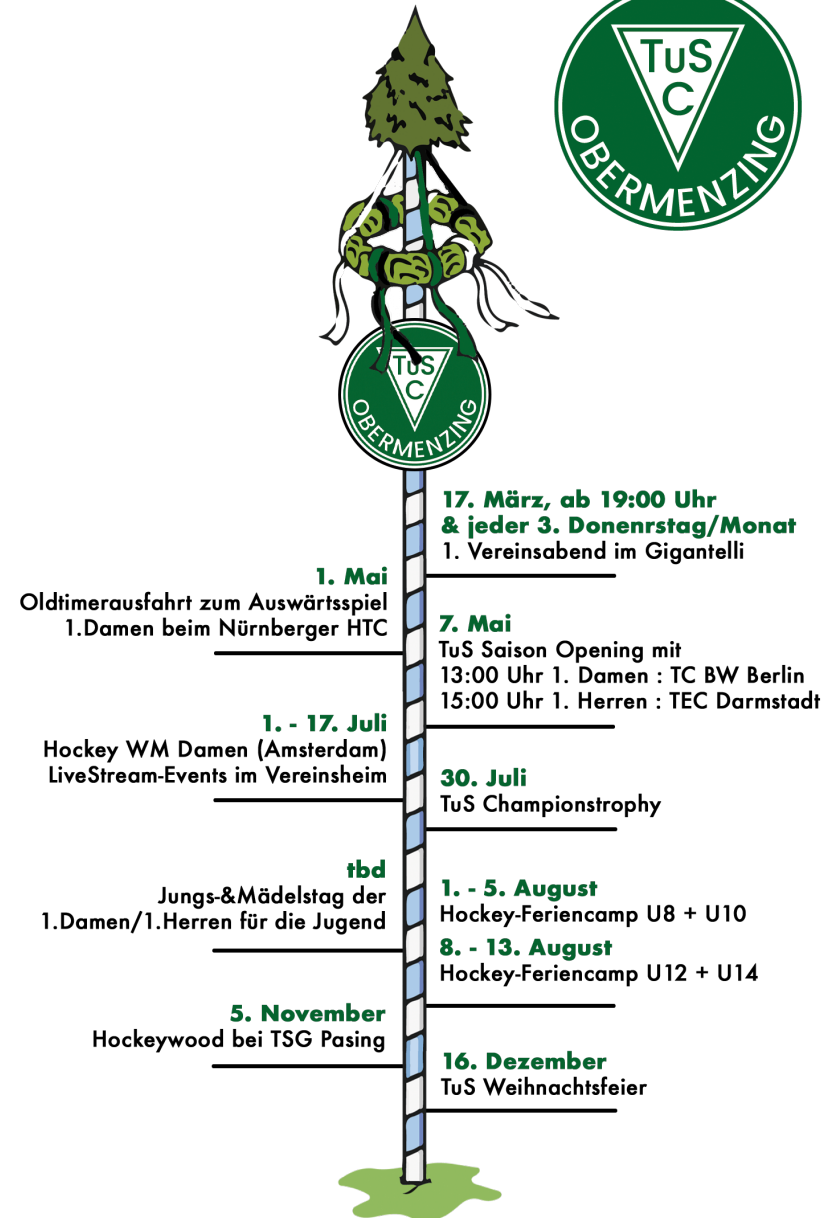 TuS
C
OBERMENZING
TuS
C
OBERMENZING
17. März, ab 19:00 Uhr
& jeder 3. Donenrstag/Monat
1. Vereinsabend im Gigantelli
1. Mai
Oldtimerausfahrt zum Auswärtsspiel
1.Damen beim Nürnberger HTC
7. Mai
TuS Saison Opening mit
13:00 Uhr 1. Damen : TC BW Berlin
15:00 Uhr 1. Herren : TEC Darmstadt
1. - 17. Juli
Hockey WM Damen (Amsterdam)
LiveStream-Events im Vereinsheim
30. Juli
TuS Championstrophy
tbd
Jungs-&Mädelstag der
1.Damen/1.Herren für die Jugend
1. - 5. August
Hockey-Feriencamp U8 + U10
8. - 13. August
Hockey-Feriencamp U12 + U14
5. November
Hockeywood bei TSG Pasing
16. Dezember
TuS Weihnachtsfeier